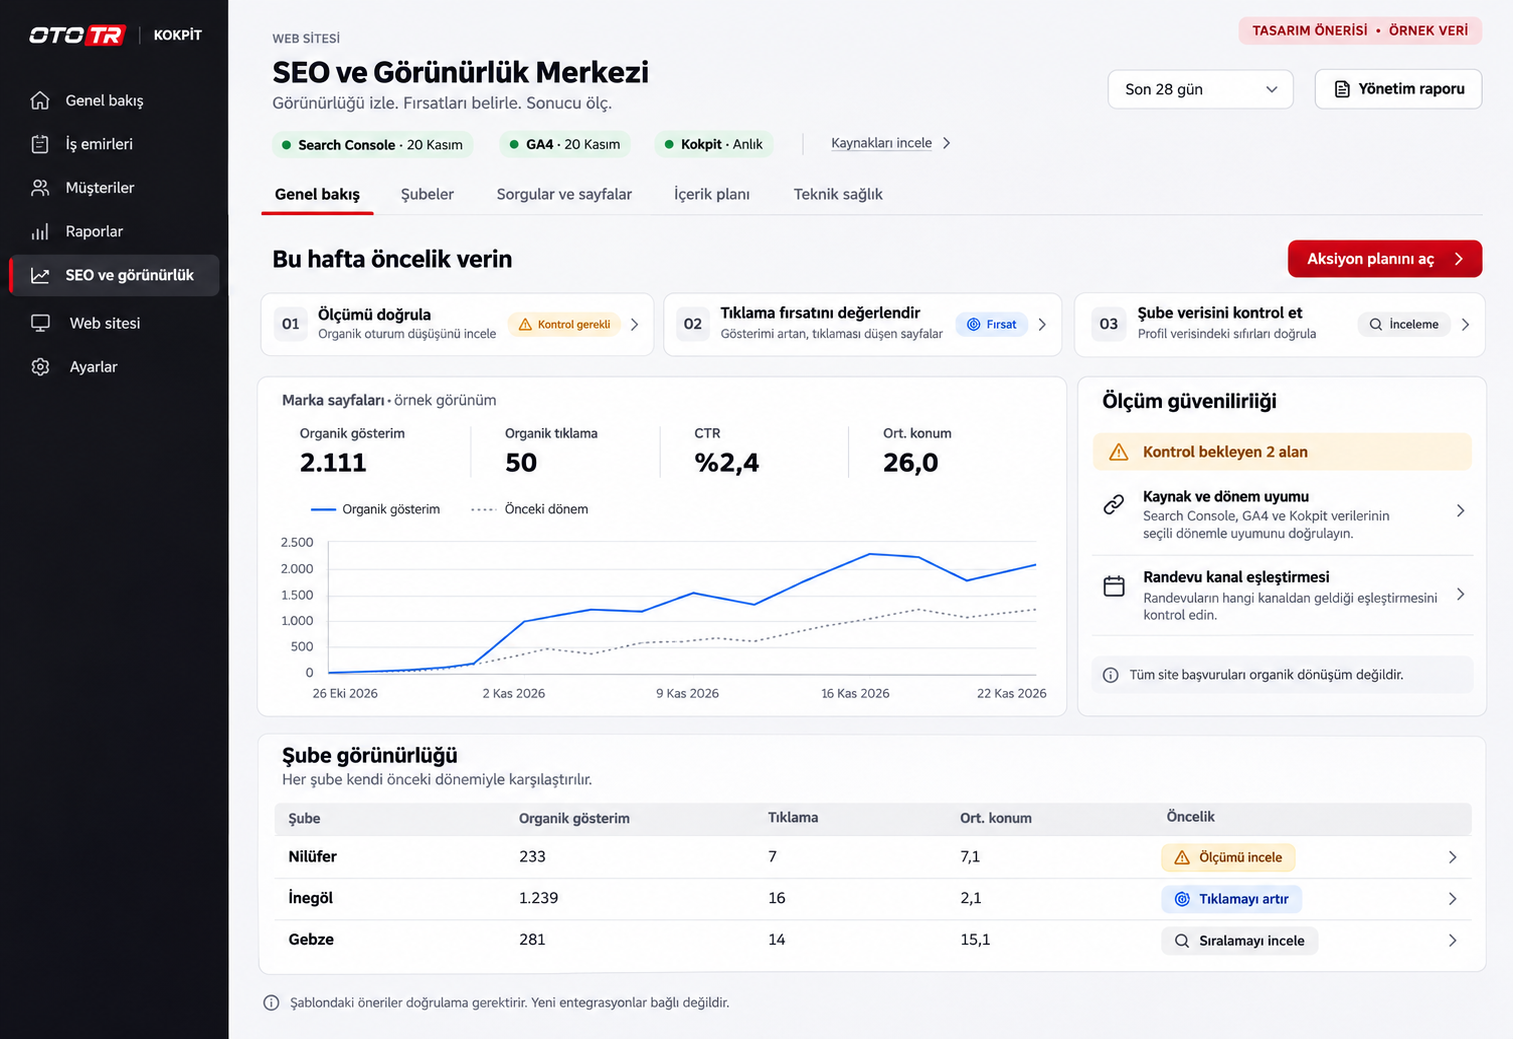 OTOTR | KOKPİT
Genel bakış
İş emirleri
Müşteriler
Raporlar
SEO ve görünürlük
Web sitesi
Ayarlar
WEB SİTESİ
TASARIM ÖNERİSİ • ÖRNEK VERİ
SEO ve Görünürlük Merkezi
Görünürlüğü izle. Fırsatları belirle. Sonucu ölç.
Son 28 gün
Yönetim raporu
Search Console · 20 Kasım
GA4 · 20 Kasım
Kokpit · Anlık
Kaynakları incele
Genel bakış
Şubeler
Sorgular ve sayfalar
İçerik planı
Teknik sağlık
Bu hafta öncelik verin
Aksiyon planını aç
01
Ölçümü doğrula
Organik oturum düşüşünü incele
Kontrol gerekli
02
Tıklama fırsatını değerlendir
Gösterimi artan, tıklaması düşen sayfalar
Fırsat
03
Şube verisini kontrol et
Profil verisindeki sıfırları doğrula
İnceleme
Marka sayfaları · örnek görünüm
Organik gösterim
2.111
Organik tıklama
50
CTR
%2,4
Ort. konum
26,0
Organik gösterim
Önceki dönem
2.500
2.000
1.500
1.000
500
0
26 Eki 2026
2 Kas 2026
9 Kas 2026
16 Kas 2026
22 Kas 2026
Ölçüm güveniliriiği
Kontrol bekleyen 2 alan
Kaynak ve dönem uyumu
Search Console, GA4 ve Kokpit verilerinin
seçili dönemle uyumunu doğrulayın.
Randevu kanal eşleştirmesi
Randevuların hangi kanaldan geldiği eşleştirmesini
kontrol edin.
Tüm site başvuruları organik dönüşüm değildir.
Şube görünürlüğü
Her şube kendi önceki dönemiyle karşılaştırılır.
Şube Organik gösterim Tıklama Ort. konum Öncelik
Nilüfer 233 7 7,1 Ölçümü incele
İnegöl 1.239 16 2,1 Tıklamayı artır
Gebze 281 14 15,1 Sıralamayı incele
Şablondaki öneriler doğrulama gerektirir. Yeni entegrasyonlar bağlı değildir.